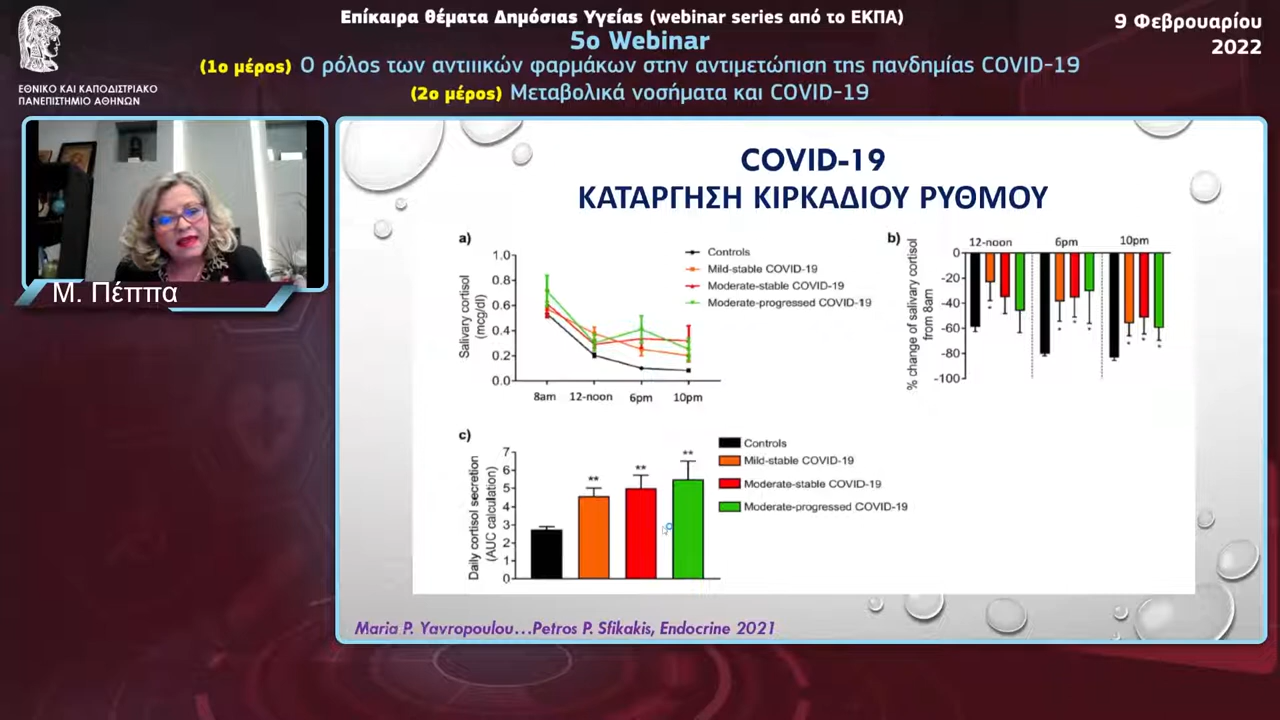 Επίκαιρα θέματα Δημόσιας Υγείας (webinar series από το ΕΚΠΑ)
5ο Webinar
(1ο μέρος) Ο ρόλος των αντιιικών φαρμάκων στην αντιμετώπιση της πανδημίας COVID-19
(2ο μέρος) Μεταβολικά νοσήματα και COVID-19
9 Φεβρουαρίου
2022
ΕΘΝΙΚΟ ΚΑΙ ΚΑΠΟΔΙΣΤΡΙΑΚΟ
ΠΑΝΕΠΙΣΤΗΜΙΟ ΑΘΗΝΩΝ
Μ. Πέππα
COVID-19
ΚΑΤΑΡΓΗΣΗ ΚΙΡΚΑΔΙΟΥ ΡΥΘΜΟΥ
a)
Salivary cortisol
(mcg/dl)
1.0
0.8
0.6
0.4
0.2
0.0
8am 12-noon 6pm 10pm
Controls
Mild-stable COVID-19
Moderate-stable COVID-19
Moderate-progressed COVID-19
b)
% change of salivary cortisol
from 8am
12-noon 6pm 10pm
0
-20
-40
-60
-80
-100
* * * * * * *
c)
Daily cortisol secretion
(AUC calculation)
7
6
5
4
3
2
1
0
** ** **
Controls
Mild-stable COVID-19
Moderate-stable COVID-19
Moderate-progressed COVID-19
Maria P. Yavropoulou...Petros P. Sfikakis, Endocrine 2021